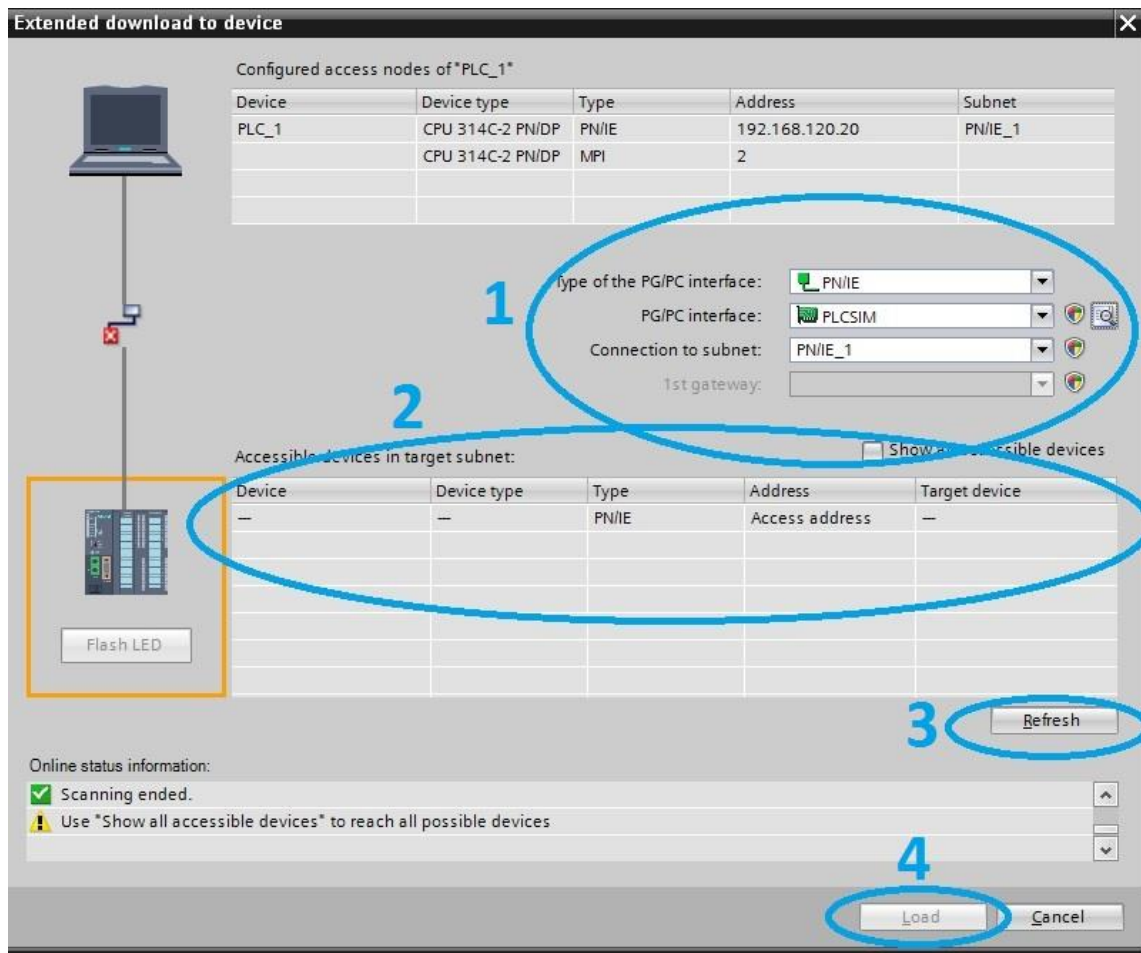 Extended download to device
Configured access nodes of "PLC_1"
Device Device type Type Address Subnet
PLC_1 CPU 314C-2 PN/DP PN/IE 192.168.120.20 PN/IE_1
CPU 314C-2 PN/DP MPI 2
1
Type of the PG/PC interface: PN/IE
PG/PC interface: PLCSIM
Connection to subnet: PN/IE_1
1st gateway:
2
Accessible devices in target subnet: Show all accessible devices
Device Device type Type Address Target device
— — PN/IE Access address —
Flash LED
3 Refresh
Online status information:
Scanning ended.
Use "Show all accessible devices" to reach all possible devices
4
Load Cancel